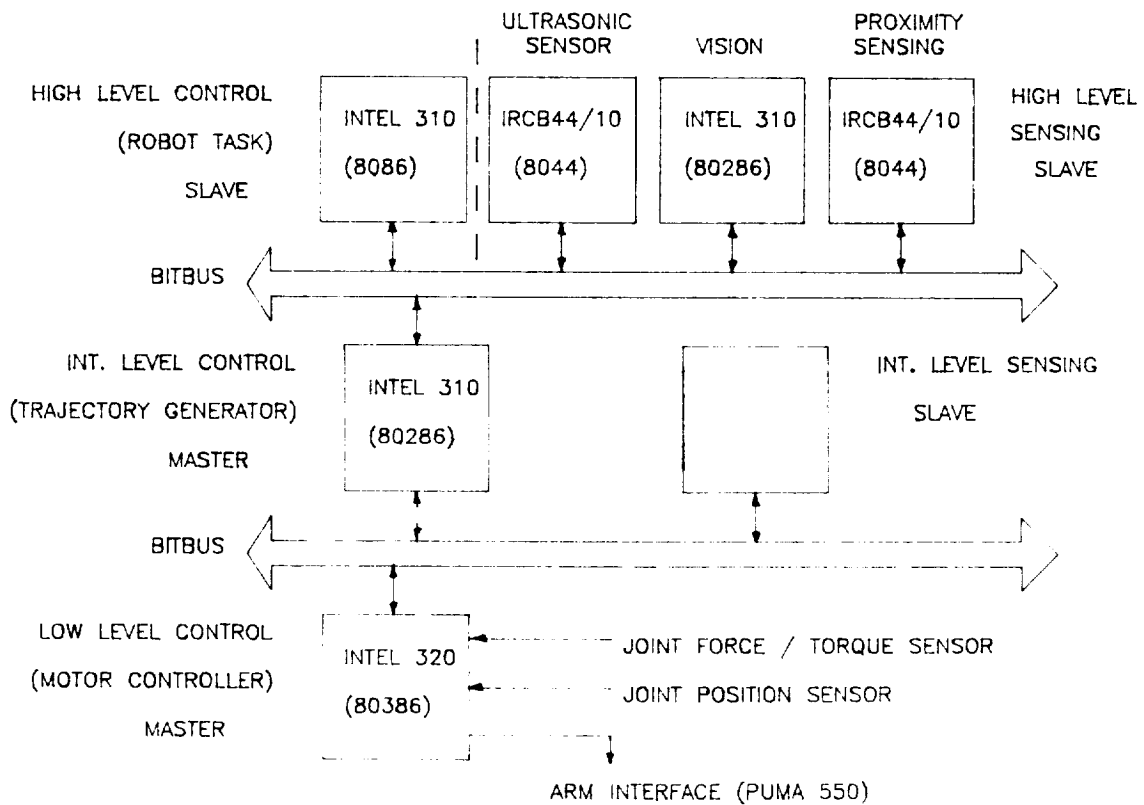 ULTRASONIC
SENSOR
VISION
PROXIMITY
SENSING
HIGH LEVEL CONTROL
(ROBOT TASK)
SLAVE
INTEL 310
(8086)
IRCB44/10
(8044)
INTEL 310
(80286)
IRCB44/10
(8044)
HIGH LEVEL
SENSING
SLAVE
BITBUS
INT. LEVEL CONTROL
(TRAJECTORY GENERATOR)
MASTER
INTEL 310
(80286)
INT. LEVEL SENSING
SLAVE
BITBUS
LOW LEVEL CONTROL
(MOTOR CONTROLLER)
MASTER
INTEL 320
(80386)
JOINT FORCE / TORQUE SENSOR
JOINT POSITION SENSOR
ARM INTERFACE (PUMA 550)